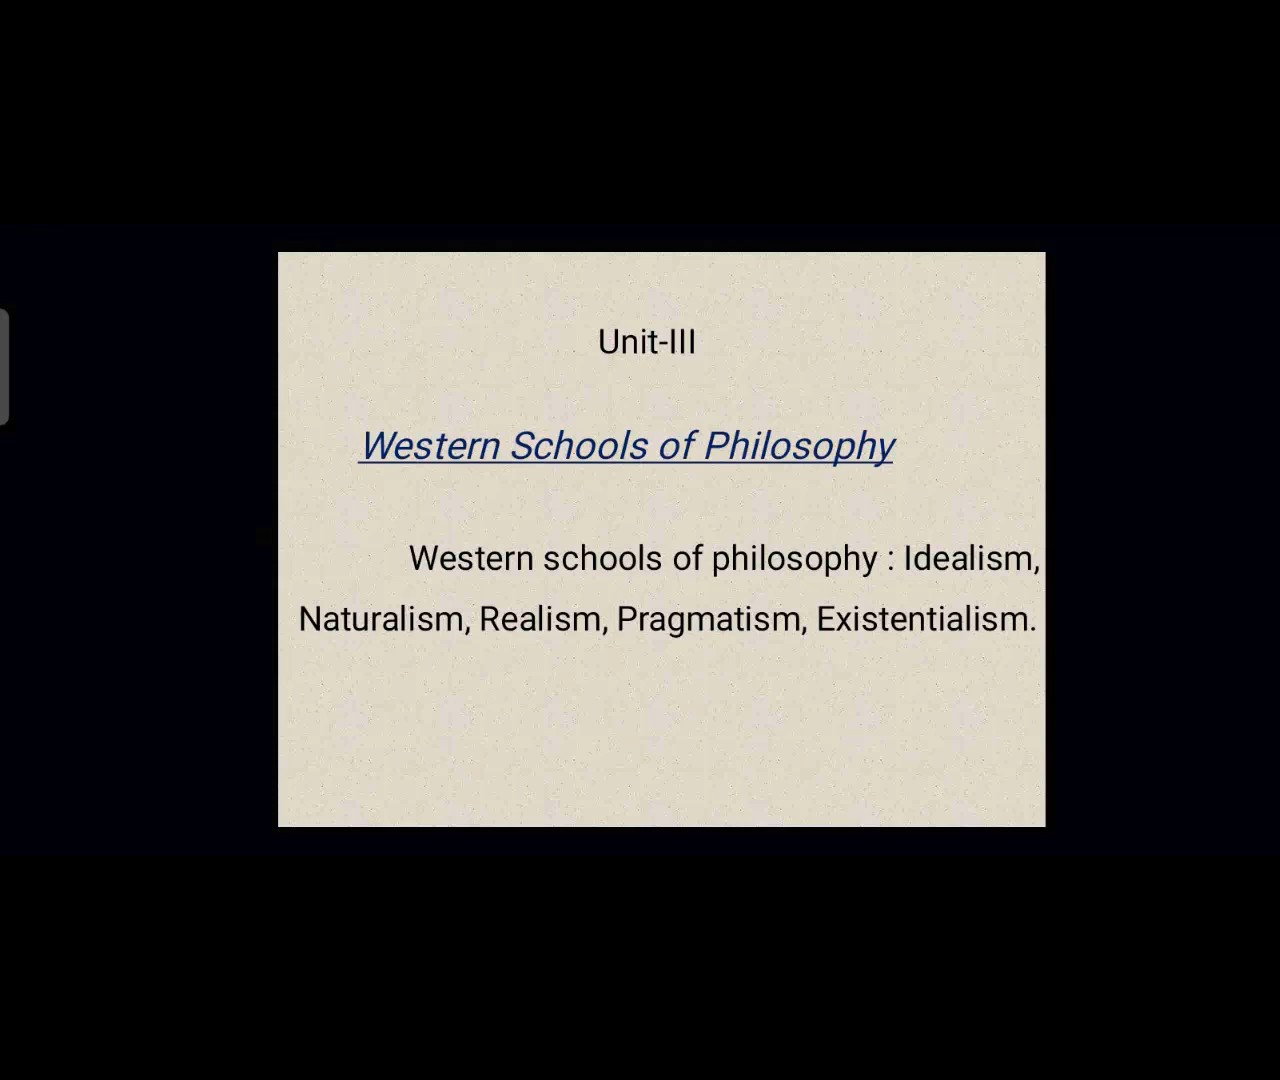 Unit-III
Western Schools of Philosophy
Western schools of philosophy : Idealism,
Naturalism, Realism, Pragmatism, Existentialism.